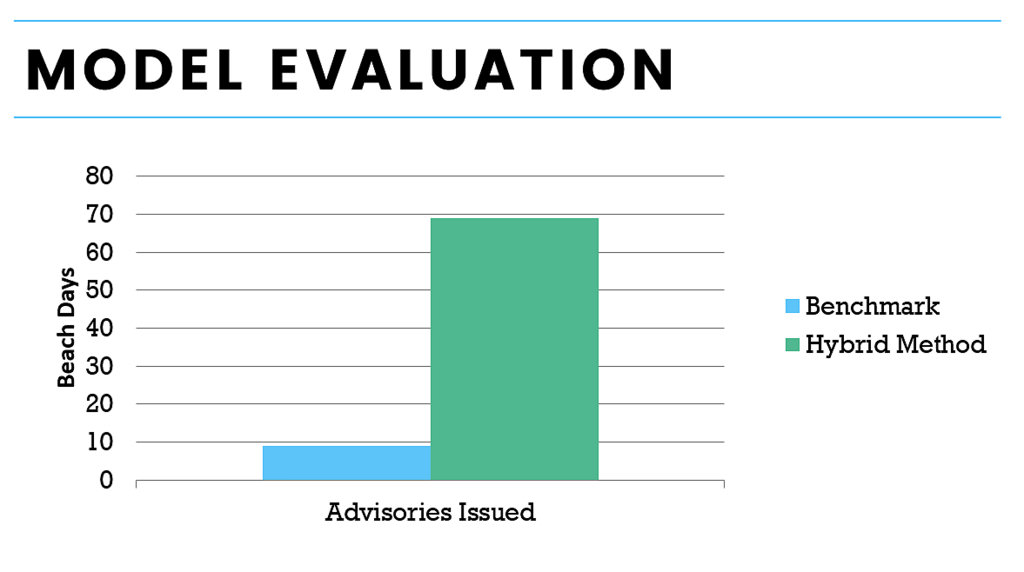 MODEL EVALUATION
80
70
60
50
40
30
20
10
0
Beach Days
Advisories Issued
Benchmark
Hybrid Method